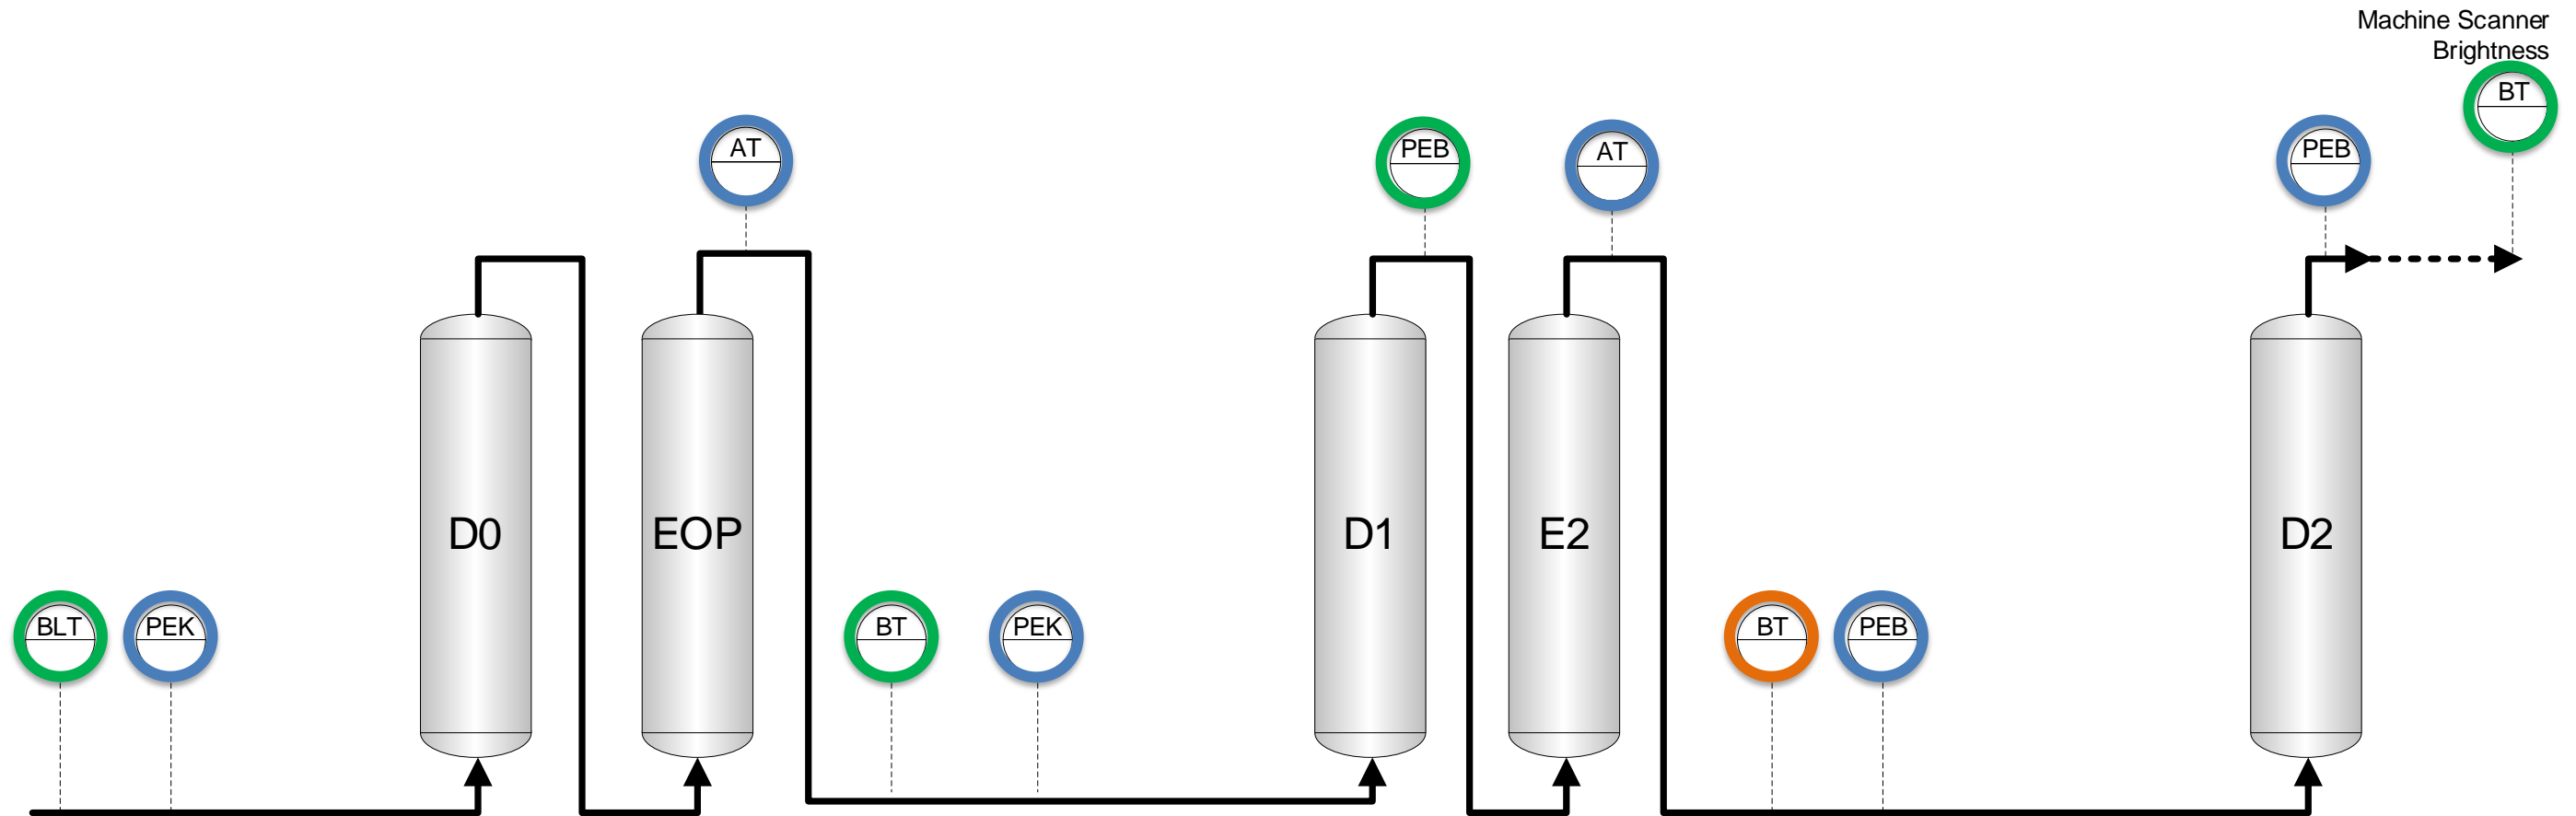 Machine Scanner
Brightness
BT
AT
PEB
AT
PEB
D0
EOP
D1
E2
D2
BLT
PEK
BT
PEK
BT
PEB